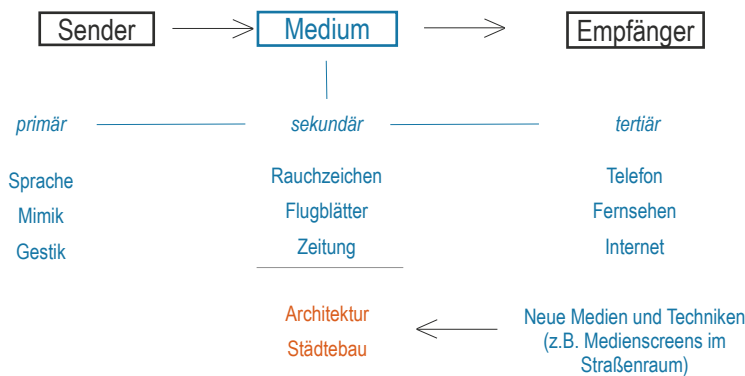 Sender Medium Empfänger
primär sekundär tertiär
Sprache Rauchzeichen Telefon
Mimik Flugblätter Fernsehen
Gestik Zeitung Internet
Architektur
Städtebau
Neue Medien und Techniken
(z.B. Medienscreens im
Straßenraum)